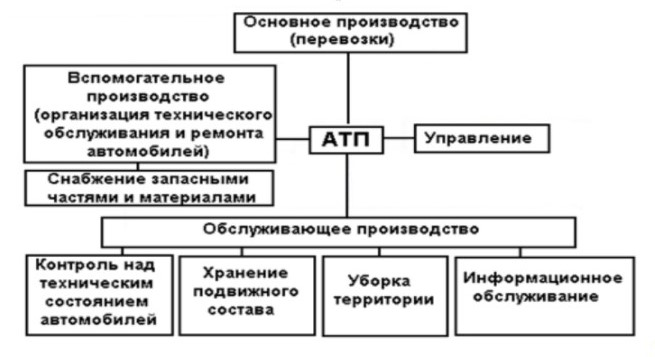 Основное производство
(перевозки)
Вспомогательное
производство
(организация технического
обслуживания и ремонта
автомобилей)
АТП
Управление
Снабжение запасными
частями и материалами
Обслуживающее производство
Контроль над
техническим
состоянием
автомобилей
Хранение
подвижного
состава
Уборка
территории
Информационное
обслуживание